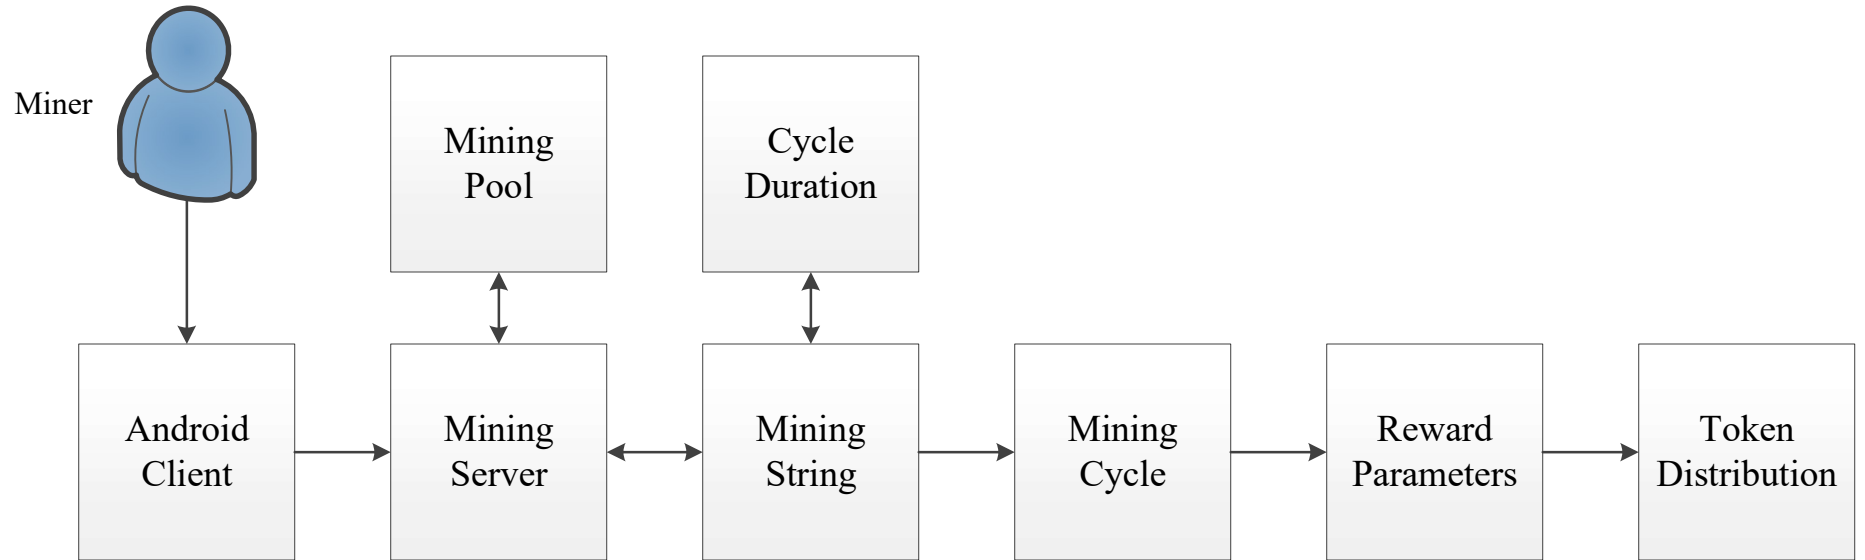 Miner
Mining
Pool
Cycle
Duration
Android
Client
Mining
Server
Mining
String
Mining
Cycle
Reward
Parameters
Token
Distribution